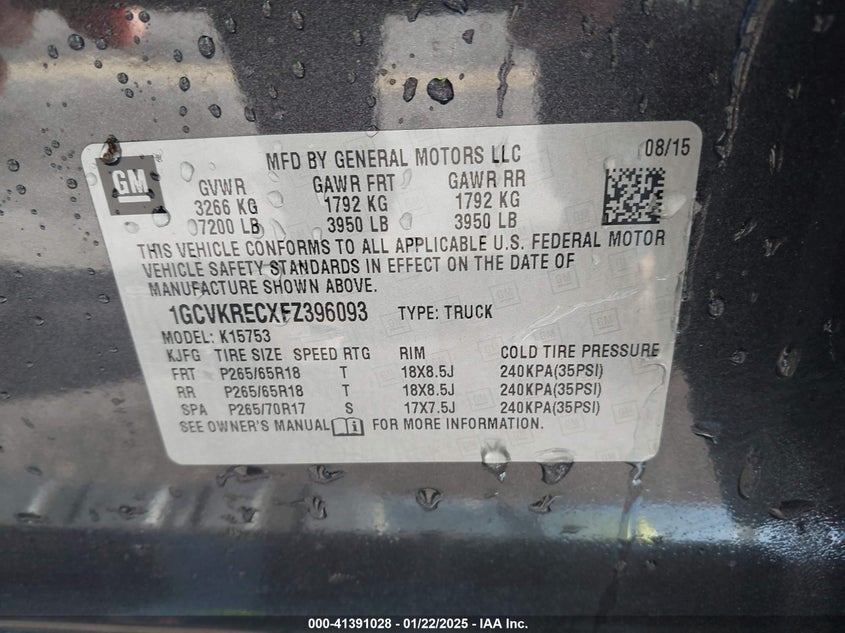 MFD BY GENERAL MOTORS LLC 08/15
GM
GVWR GAWR FRT GAWR RR
3266 KG 1792 KG 1792 KG
7200 LB 3950 LB 3950 LB
THIS VEHICLE CONFORMS TO ALL APPLICABLE U.S. FEDERAL MOTOR
VEHICLE SAFETY STANDARDS IN EFFECT ON THE DATE OF
MANUFACTURE SHOWN ABOVE.
1GCVKRECXFZ396093 TYPE: TRUCK
MODEL: K15753
KJFG TIRE SIZE SPEED RTG RIM COLD TIRE PRESSURE
FRT P265/65R18 T 18X8.5J 240KPA(35PSI)
RR P265/65R18 T 18X8.5J 240KPA(35PSI)
SPA P265/70R17 S 17X7.5J 240KPA(35PSI)
SEE OWNER'S MANUAL FOR MORE INFORMATION.
000-41391028 - 01/22/2025 - IAA Inc.